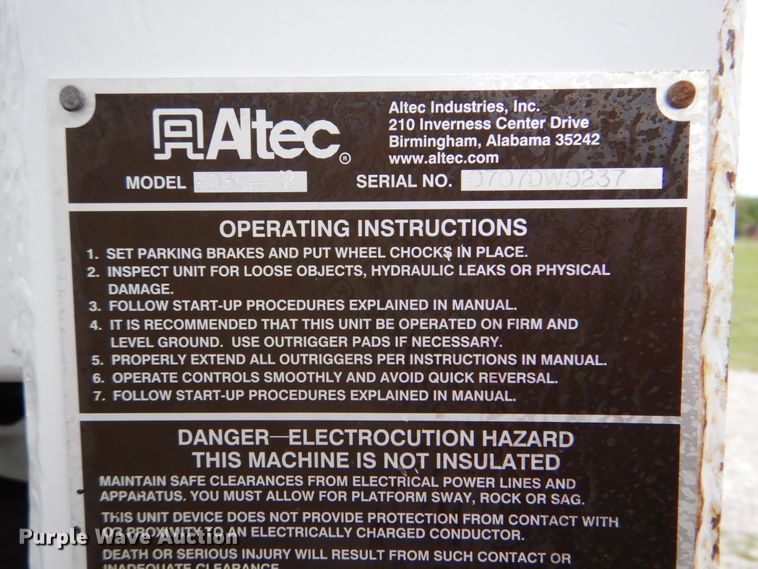 Altec
®
Altec Industries, Inc.
210 Inverness Center Drive
Birmingham, Alabama 35242
www.altec.com
MODEL
SERIAL NO. 0707DW0237
OPERATING INSTRUCTIONS
1. SET PARKING BRAKES AND PUT WHEEL CHOCKS IN PLACE.
2. INSPECT UNIT FOR LOOSE OBJECTS, HYDRAULIC LEAKS OR PHYSICAL
DAMAGE.
3. FOLLOW START-UP PROCEDURES EXPLAINED IN MANUAL.
4. IT IS RECOMMENDED THAT THIS UNIT BE OPERATED ON FIRM AND
LEVEL GROUND. USE OUTRIGGER PADS IF NECESSARY.
5. PROPERLY EXTEND ALL OUTRIGGERS PER INSTRUCTIONS IN MANUAL.
6. OPERATE CONTROLS SMOOTHLY AND AVOID QUICK REVERSAL.
7. FOLLOW START-UP PROCEDURES EXPLAINED IN MANUAL.
DANGER—ELECTROCUTION HAZARD
THIS MACHINE IS NOT INSULATED
MAINTAIN SAFE CLEARANCES FROM ELECTRICAL POWER LINES AND
APPARATUS. YOU MUST ALLOW FOR PLATFORM SWAY, ROCK OR SAG.
THIS UNIT DEVICE DOES NOT PROVIDE PROTECTION FROM CONTACT WITH
OR PROXIMITY TO AN ELECTRICALLY CHARGED CONDUCTOR.
Purple Wave Auction
DEATH OR SERIOUS INJURY WILL RESULT FROM SUCH CONTACT OR
INADEQUATE CLEARANCE.